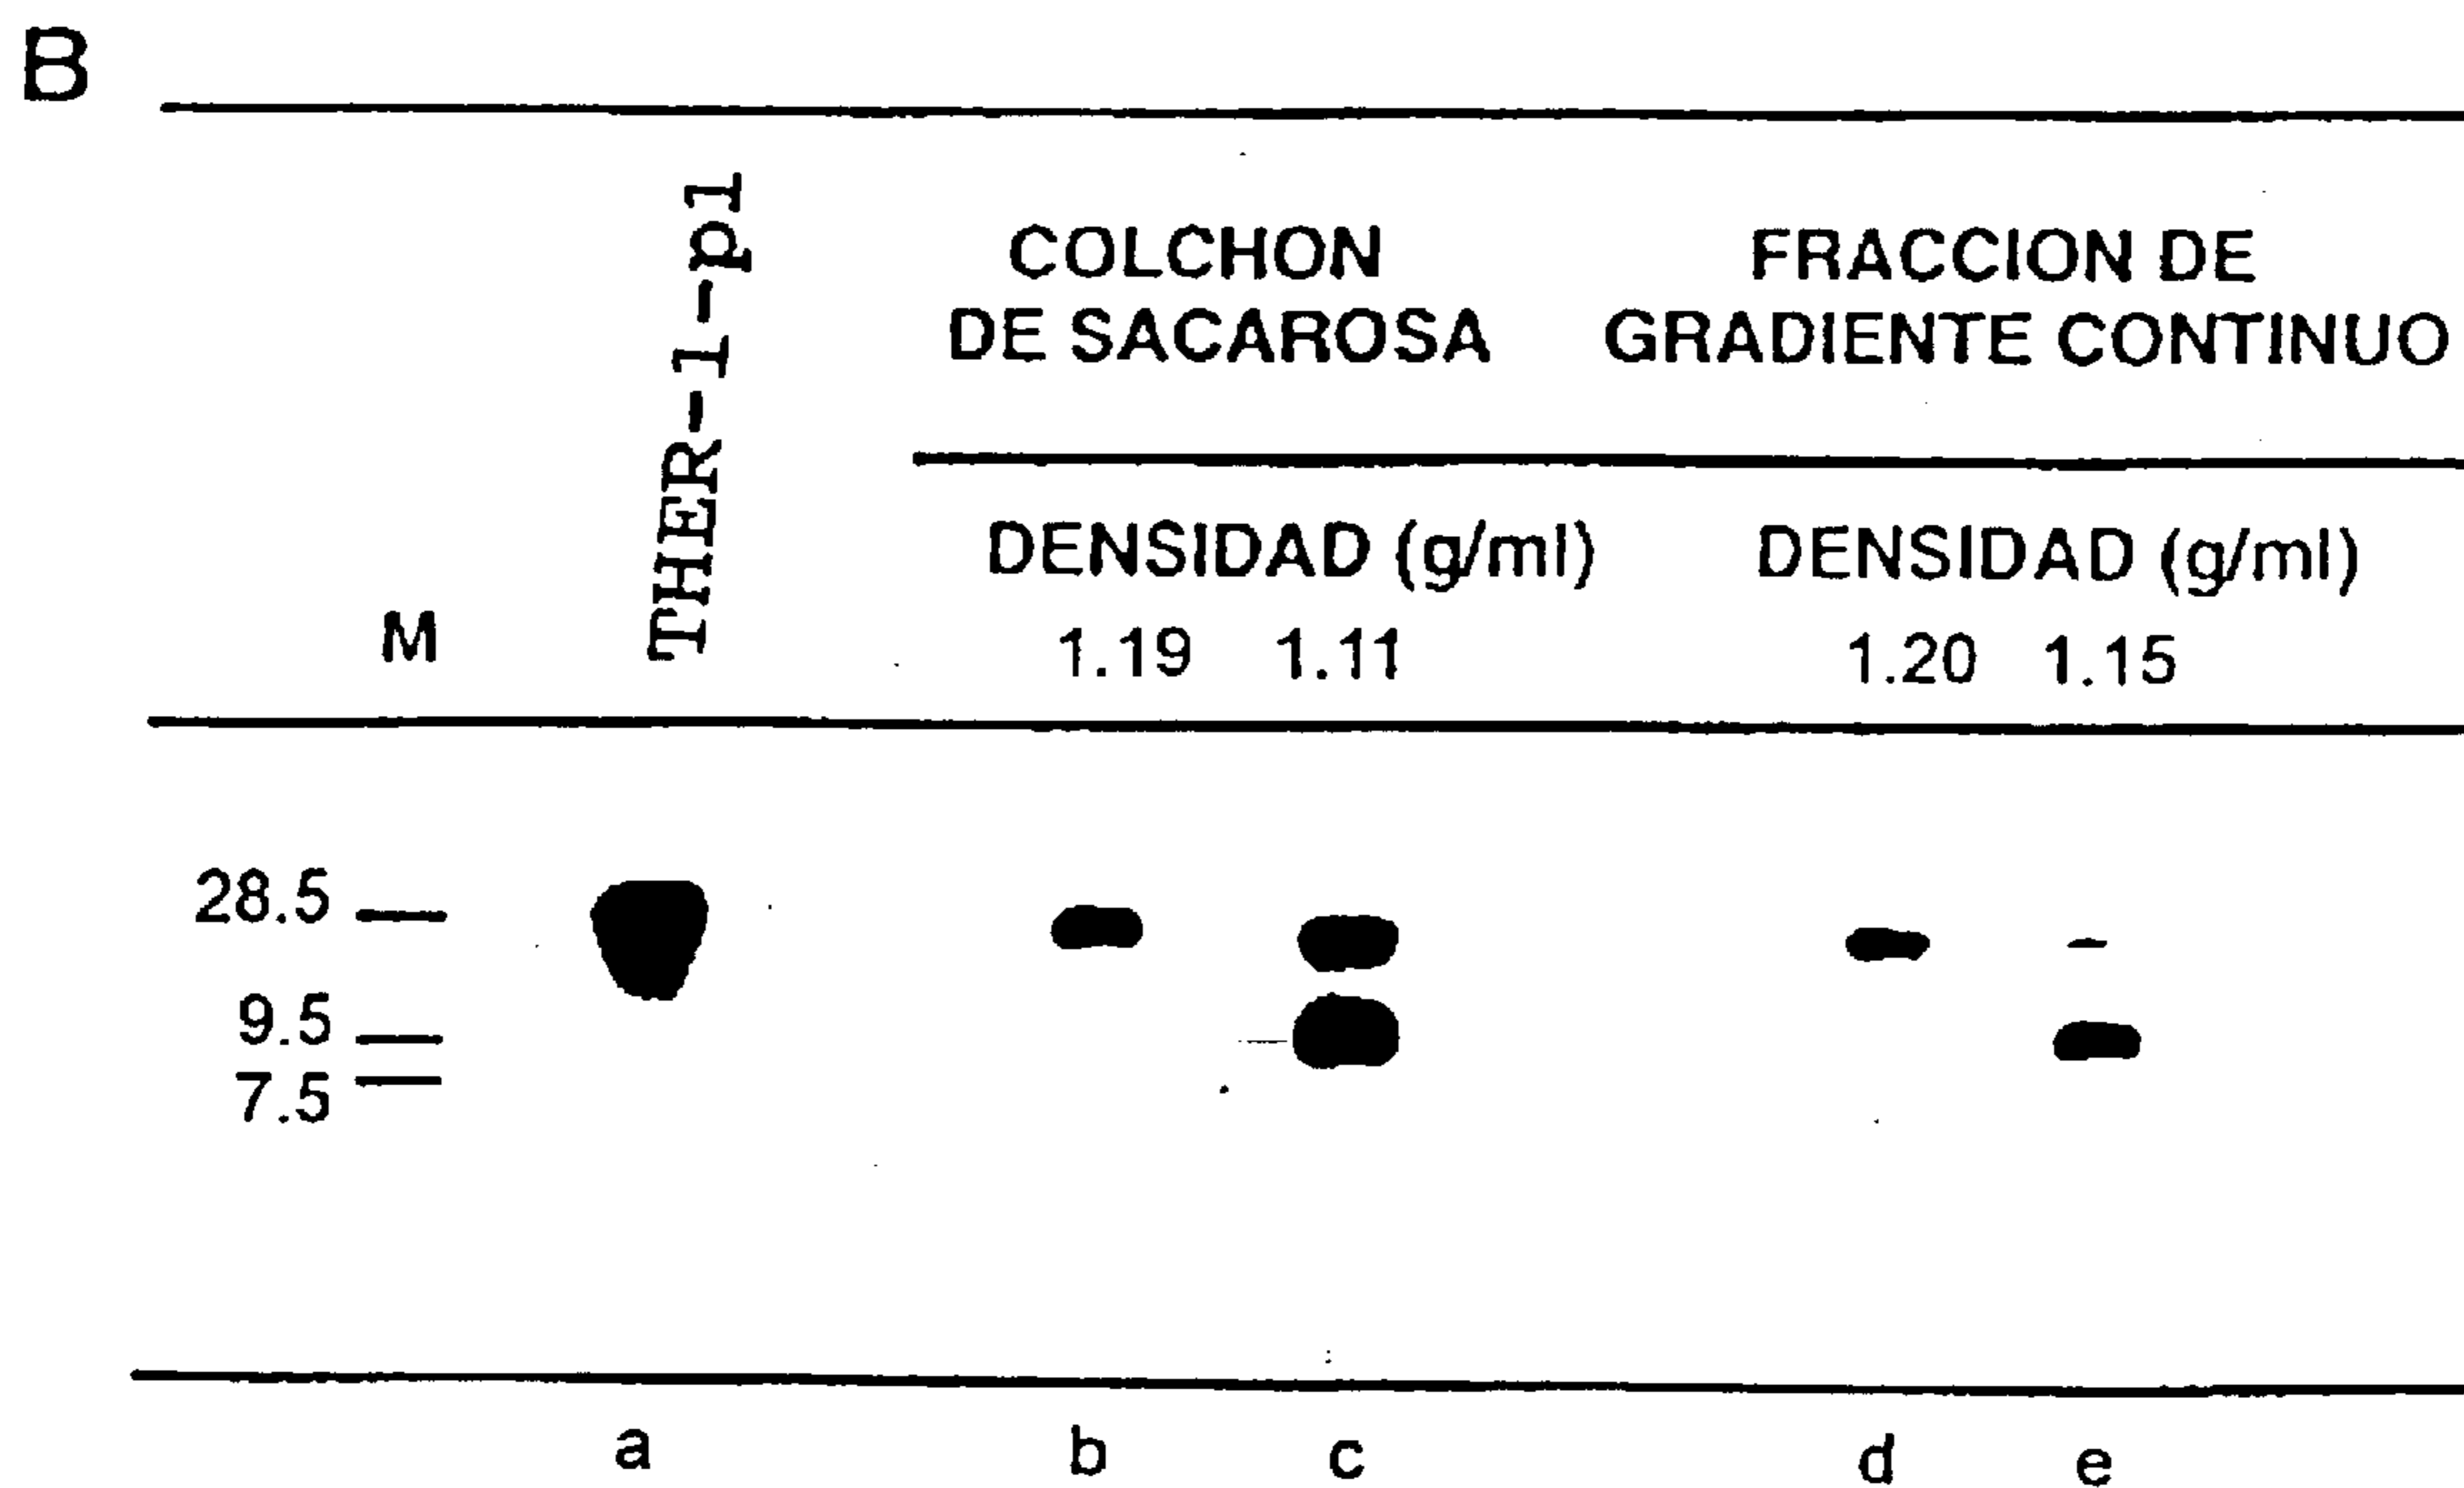 B
THER-1-p1
COLCHON
DE SACAROSA
FRACCION DE
GRADIENTE CONTINUO
DENSIDAD (g/ml)
DENSIDAD (g/ml)
M
1.19 1.11
1.20 1.15
28.5
9.5
7.5
a b c d e